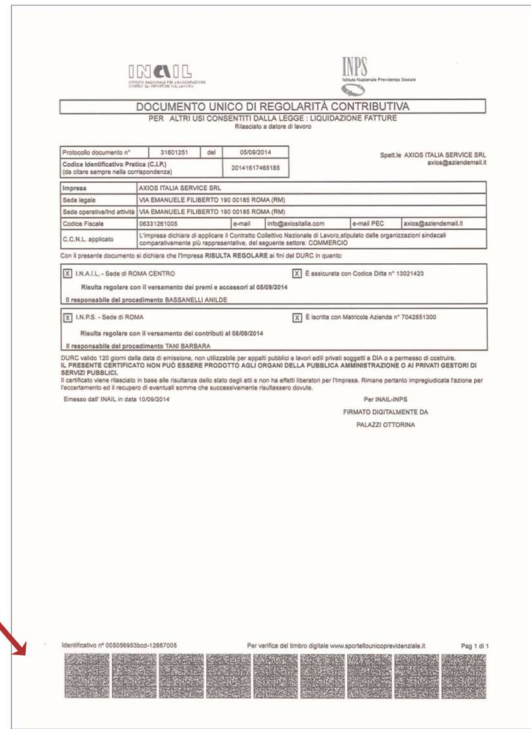 INAIL
ISTITUTO NAZIONALE PER L'ASSICURAZIONE
CONTRO GLI INFORTUNI SUL LAVORO
INPS
Istituto Nazionale Previdenza Sociale
DOCUMENTO UNICO DI REGOLARITÀ CONTRIBUTIVA
PER ALTRI USI CONSENTITI DALLA LEGGE : LIQUIDAZIONE FATTURE
Rilasciato a datore di lavoro
Protocollo documento n° 31601251 del 05/09/2014
Spett.le AXIOS ITALIA SERVICE SRL
Codice Identificativo Pratica (C.I.P.) 20141617465185
(da citare sempre nella corrispondenza)
axios@aziendemail.it
Impresa AXIOS ITALIA SERVICE SRL
Sede legale VIA EMANUELE FILIBERTO 190 00185 ROMA (RM)
Sede operativa/Ind attività VIA EMANUELE FILIBERTO 190 00185 ROMA (RM)
Codice Fiscale 06331261005 e-mail info@axiositalia.com e-mail PEC axios@aziendemail.it
C.C.N.L. applicato L'impresa dichiara di applicare il Contratto Collettivo Nazionale di Lavoro,stipulato dalle organizzazioni sindacali
comparativamente più rappresentative, del seguente settore: COMMERCIO
Con il presente documento si dichiara che l'impresa RISULTA REGOLARE ai fini del DURC in quanto:
X I.N.A.I.L. - Sede di ROMA CENTRO X È assicurata con Codice Ditta n° 13021423
Risulta regolare con il versamento dei premi e accessori al 05/09/2014
Il responsabile del procedimento BASSANELLI ANILDE
X I.N.P.S. - Sede di ROMA X È iscritta con Matricola Azienda n° 7042851300
Risulta regolare con il versamento dei contributi al 08/09/2014
Il responsabile del procedimento TANI BARBARA
DURC valido 120 giorni dalla data di emissione, non utilizzabile per appalti pubblici e lavori edili privati soggetti a DIA o a permesso di costruire.
IL PRESENTE CERTIFICATO NON PUÒ ESSERE PRODOTTO AGLI ORGANI DELLA PUBBLICA AMMINISTRAZIONE O AI PRIVATI GESTORI DI
SERVIZI PUBBLICI.
Il certificato viene rilasciato in base alle risultanze dello stato degli atti e non ha effetti liberatori per l'impresa. Rimane pertanto impregiudicata l'azione per
l'accertamento ed il recupero di eventuali somme che successivamente risultassero dovute.
Emesso dall' INAIL in data 10/09/2014
Per INAIL-INPS
FIRMATO DIGITALMENTE DA
PALAZZI OTTORINA
Identificativo n° 005056953bcd-12867005 Per verifica del timbro digitale www.sportellounicoprevidenziale.it Pag 1 di 1